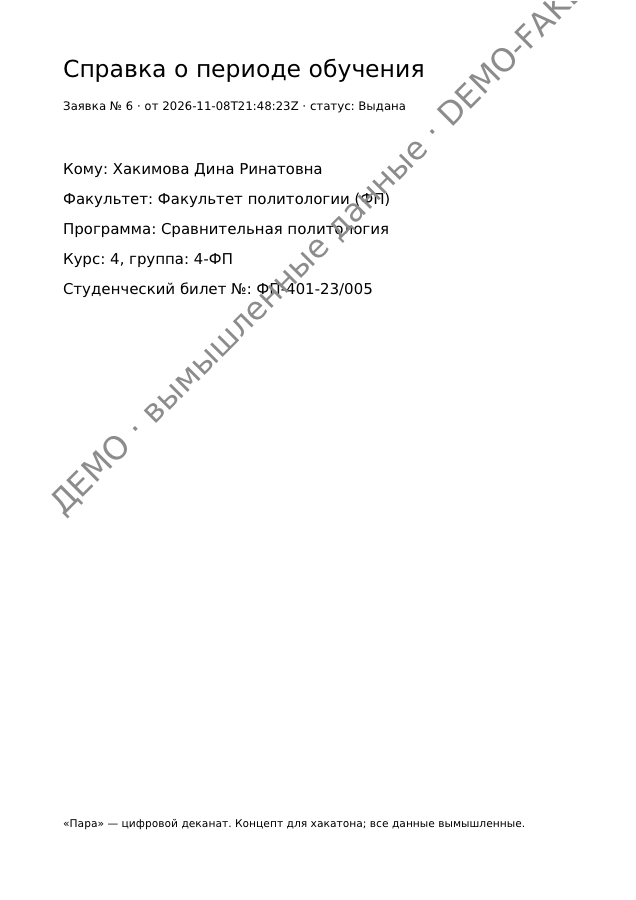 Справка о периоде обучения
Заявка № 6 · от 2026-11-08T21:48:23Z · статус: Выдана
Кому: Хакимова Дина Ринатовна
Факультет: Факультет политологии (ФП)
Программа: Сравнительная политология
Курс: 4, группа: 4-ФП
Студенческий билет №: ФП-401-23/005
ДЕМО · вымышленные данные · DEMO-FAK
«Пара» — цифровой деканат. Концепт для хакатона; все данные вымышленные.